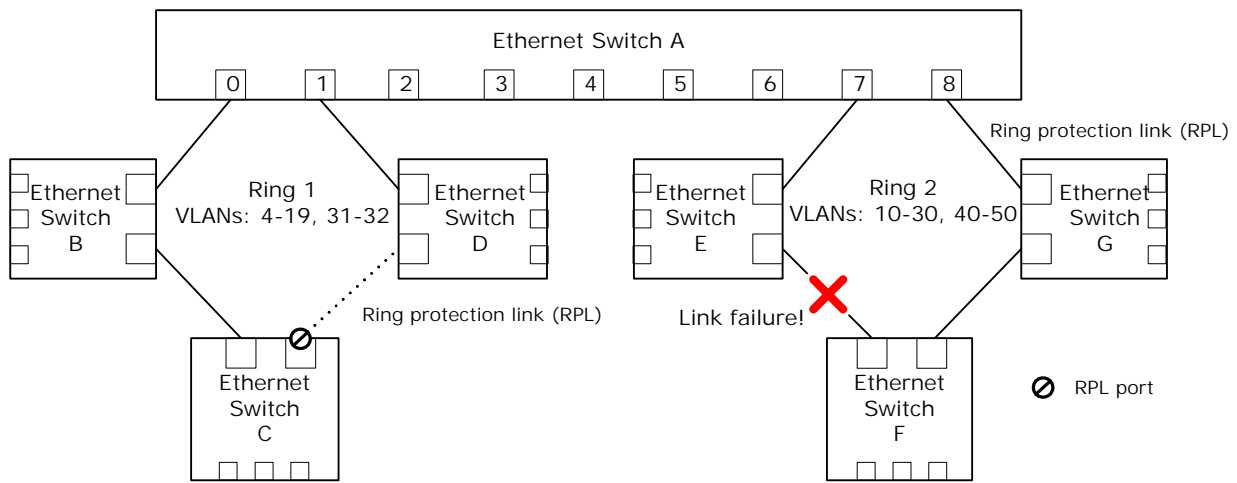 Ethernet Switch A
0 1 2 3 4 5 6 7 8
Ring protection link (RPL)
Ethernet
Switch
B
Ring 1
VLANs: 4-19, 31-32
Ethernet
Switch
D
Ethernet
Switch
E
Ring 2
VLANs: 10-30, 40-50
Ethernet
Switch
G
Ring protection link (RPL)
Link failure!
Ethernet
Switch
C
Ethernet
Switch
F
RPL port